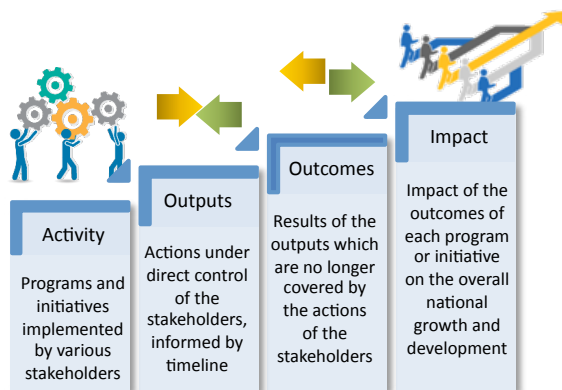 Activity
Programs and
initiatives
implemented
by various
stakeholders
Outputs
Actions under
direct control
of the
stakeholders,
informed by
timeline
Outcomes
Results of the
outputs which
are no longer
covered by
the actions
of the
stakeholders
Impact
Impact of the
outcomes of
each program
or initiative
on the overall
national
growth and
development